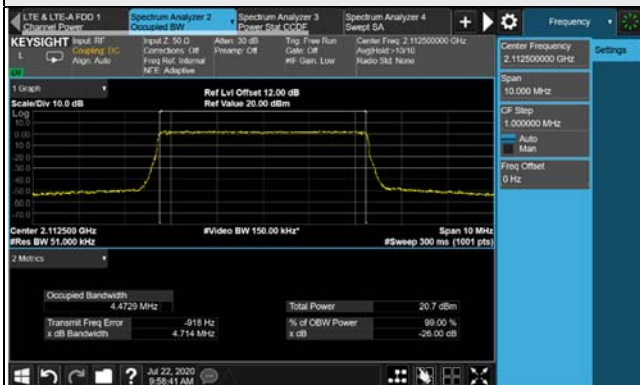 LTE & LTE-A FDD 1
Channel Power
Spectrum Analyzer 2
Occupied BW
Spectrum Analyzer 3
Power Stat CCDF
Spectrum Analyzer 4
Swept SA
Frequency
KEYSIGHT
L
Input: RF
Coupling: DC
Align: Auto
Input Z: 50 Ω
Corrections: Off
Freq Ref: Internal
NFE: Adaptive
Atten: 30 dB
Preamp: Off
Trig: Free Run
Gate: Off
#IF Gain: Low
Center Freq: 2.112500000 GHz
Avg|Hold:>10/10
Radio Std: None
Center Frequency
2.112500000 GHz
Settings
Span
10.000 MHz
CF Step
1.000000 MHz
Auto
Man
Freq Offset
0 Hz
1 Graph
Scale/Div 10.0 dB
Ref Lvl Offset 12.00 dB
Ref Value 20.00 dBm
Log
10.0
0.00
-10.0
-20.0
-30.0
-40.0
-50.0
-60.0
-70.0
Center 2.112500 GHz
#Res BW 51.000 kHz
#Video BW 150.00 kHz*
Span 10 MHz
#Sweep 300 ms (1001 pts)
2 Metrics
Occupied Bandwidth
4.4729 MHz
Total Power
20.7 dBm
Transmit Freq Error
-918 Hz
% of OBW Power
99.00 %
x dB Bandwidth
4.714 MHz
x dB
-26.00 dB
?
Jul 22, 2020
9:58:41 AM